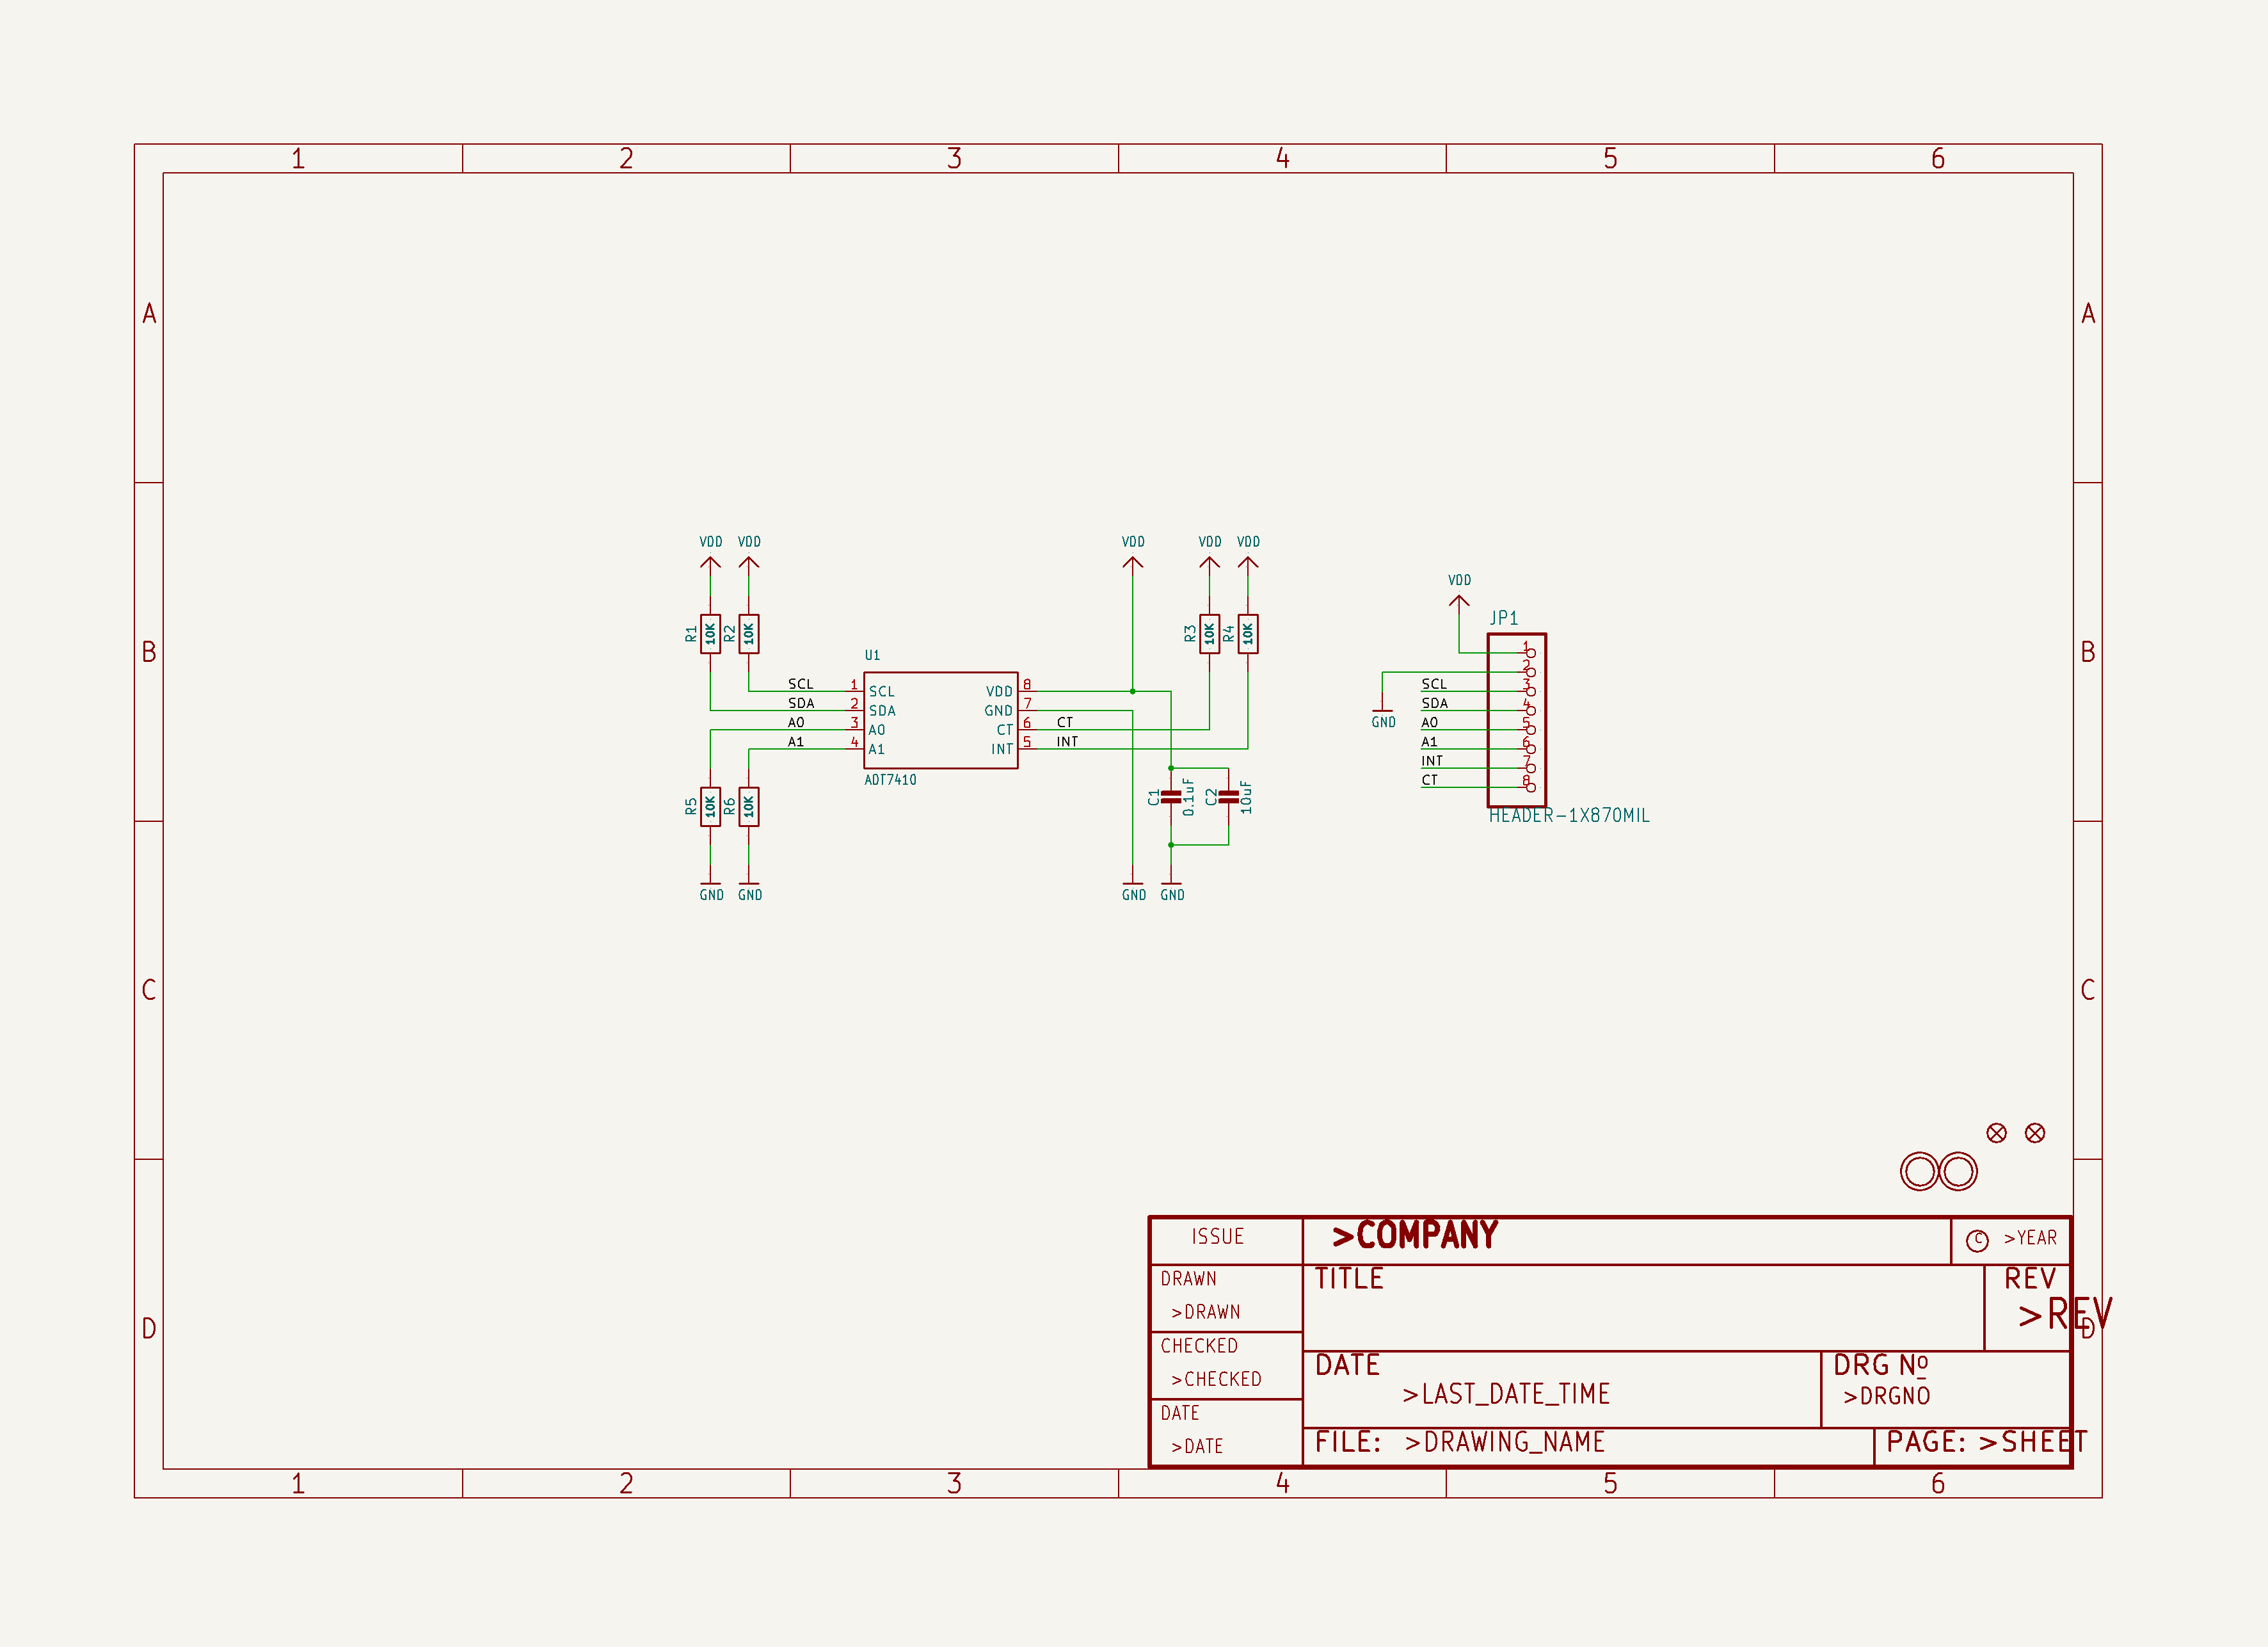 1 2 3 4 5 6
A A
VDD VDD VDD VDD VDD
VDD
JP1
R1 10K R2 10K R3 10K R4 10K
B B
U1
1
2
SCL 1 SCL VDD 8 SCL 3
SDA 2 SDA GND 7 SDA 4
GND
A0 3 A0 CT 6 CT A0 5
A1 4 A1 INT 5 INT A1 6
INT 7
ADT7410
CT 8
R5 10K R6 10K C1 0.1uF C2 10uF
HEADER-1X870MIL
GND GND GND GND
C C
ISSUE >COMPANY C >YEAR
DRAWN TITLE REV
>DRAWN >REV
D D
CHECKED DATE DRG Nº
>CHECKED >LAST_DATE_TIME >DRGNO
DATE
>DATE FILE: >DRAWING_NAME PAGE: >SHEET
1 2 3 4 5 6